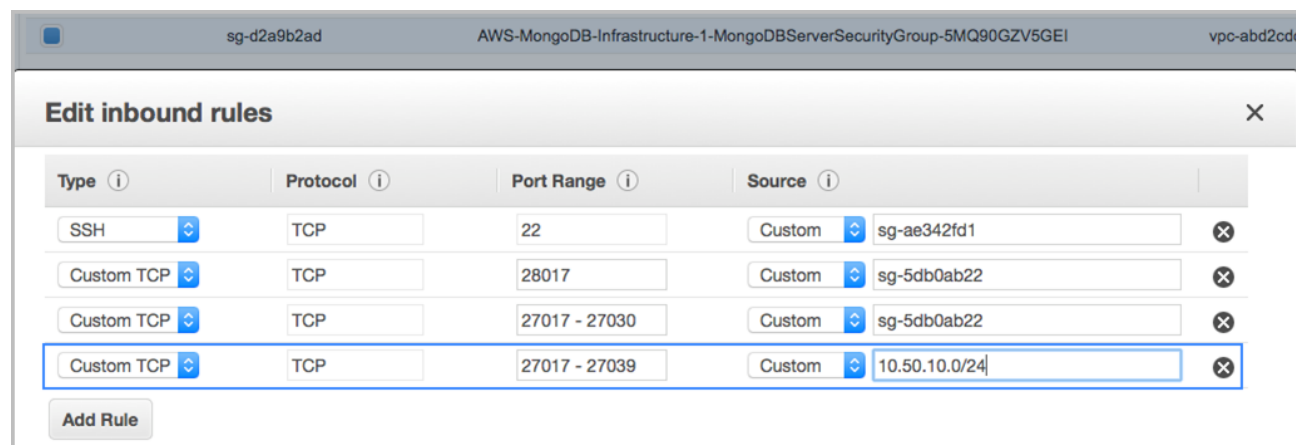 sg-d2a9b2ad AWS-MongoDB-Infrastructure-1-MongoDBServerSecurityGroup-5MQ90GZV5GEI vpc-abd2cdc
Edit inbound rules
Type Protocol Port Range Source
SSH TCP 22 Custom sg-ae342fd1
Custom TCP TCP 28017 Custom sg-5db0ab22
Custom TCP TCP 27017 - 27030 Custom sg-5db0ab22
Custom TCP TCP 27017 - 27039 Custom 10.50.10.0/24
Add Rule